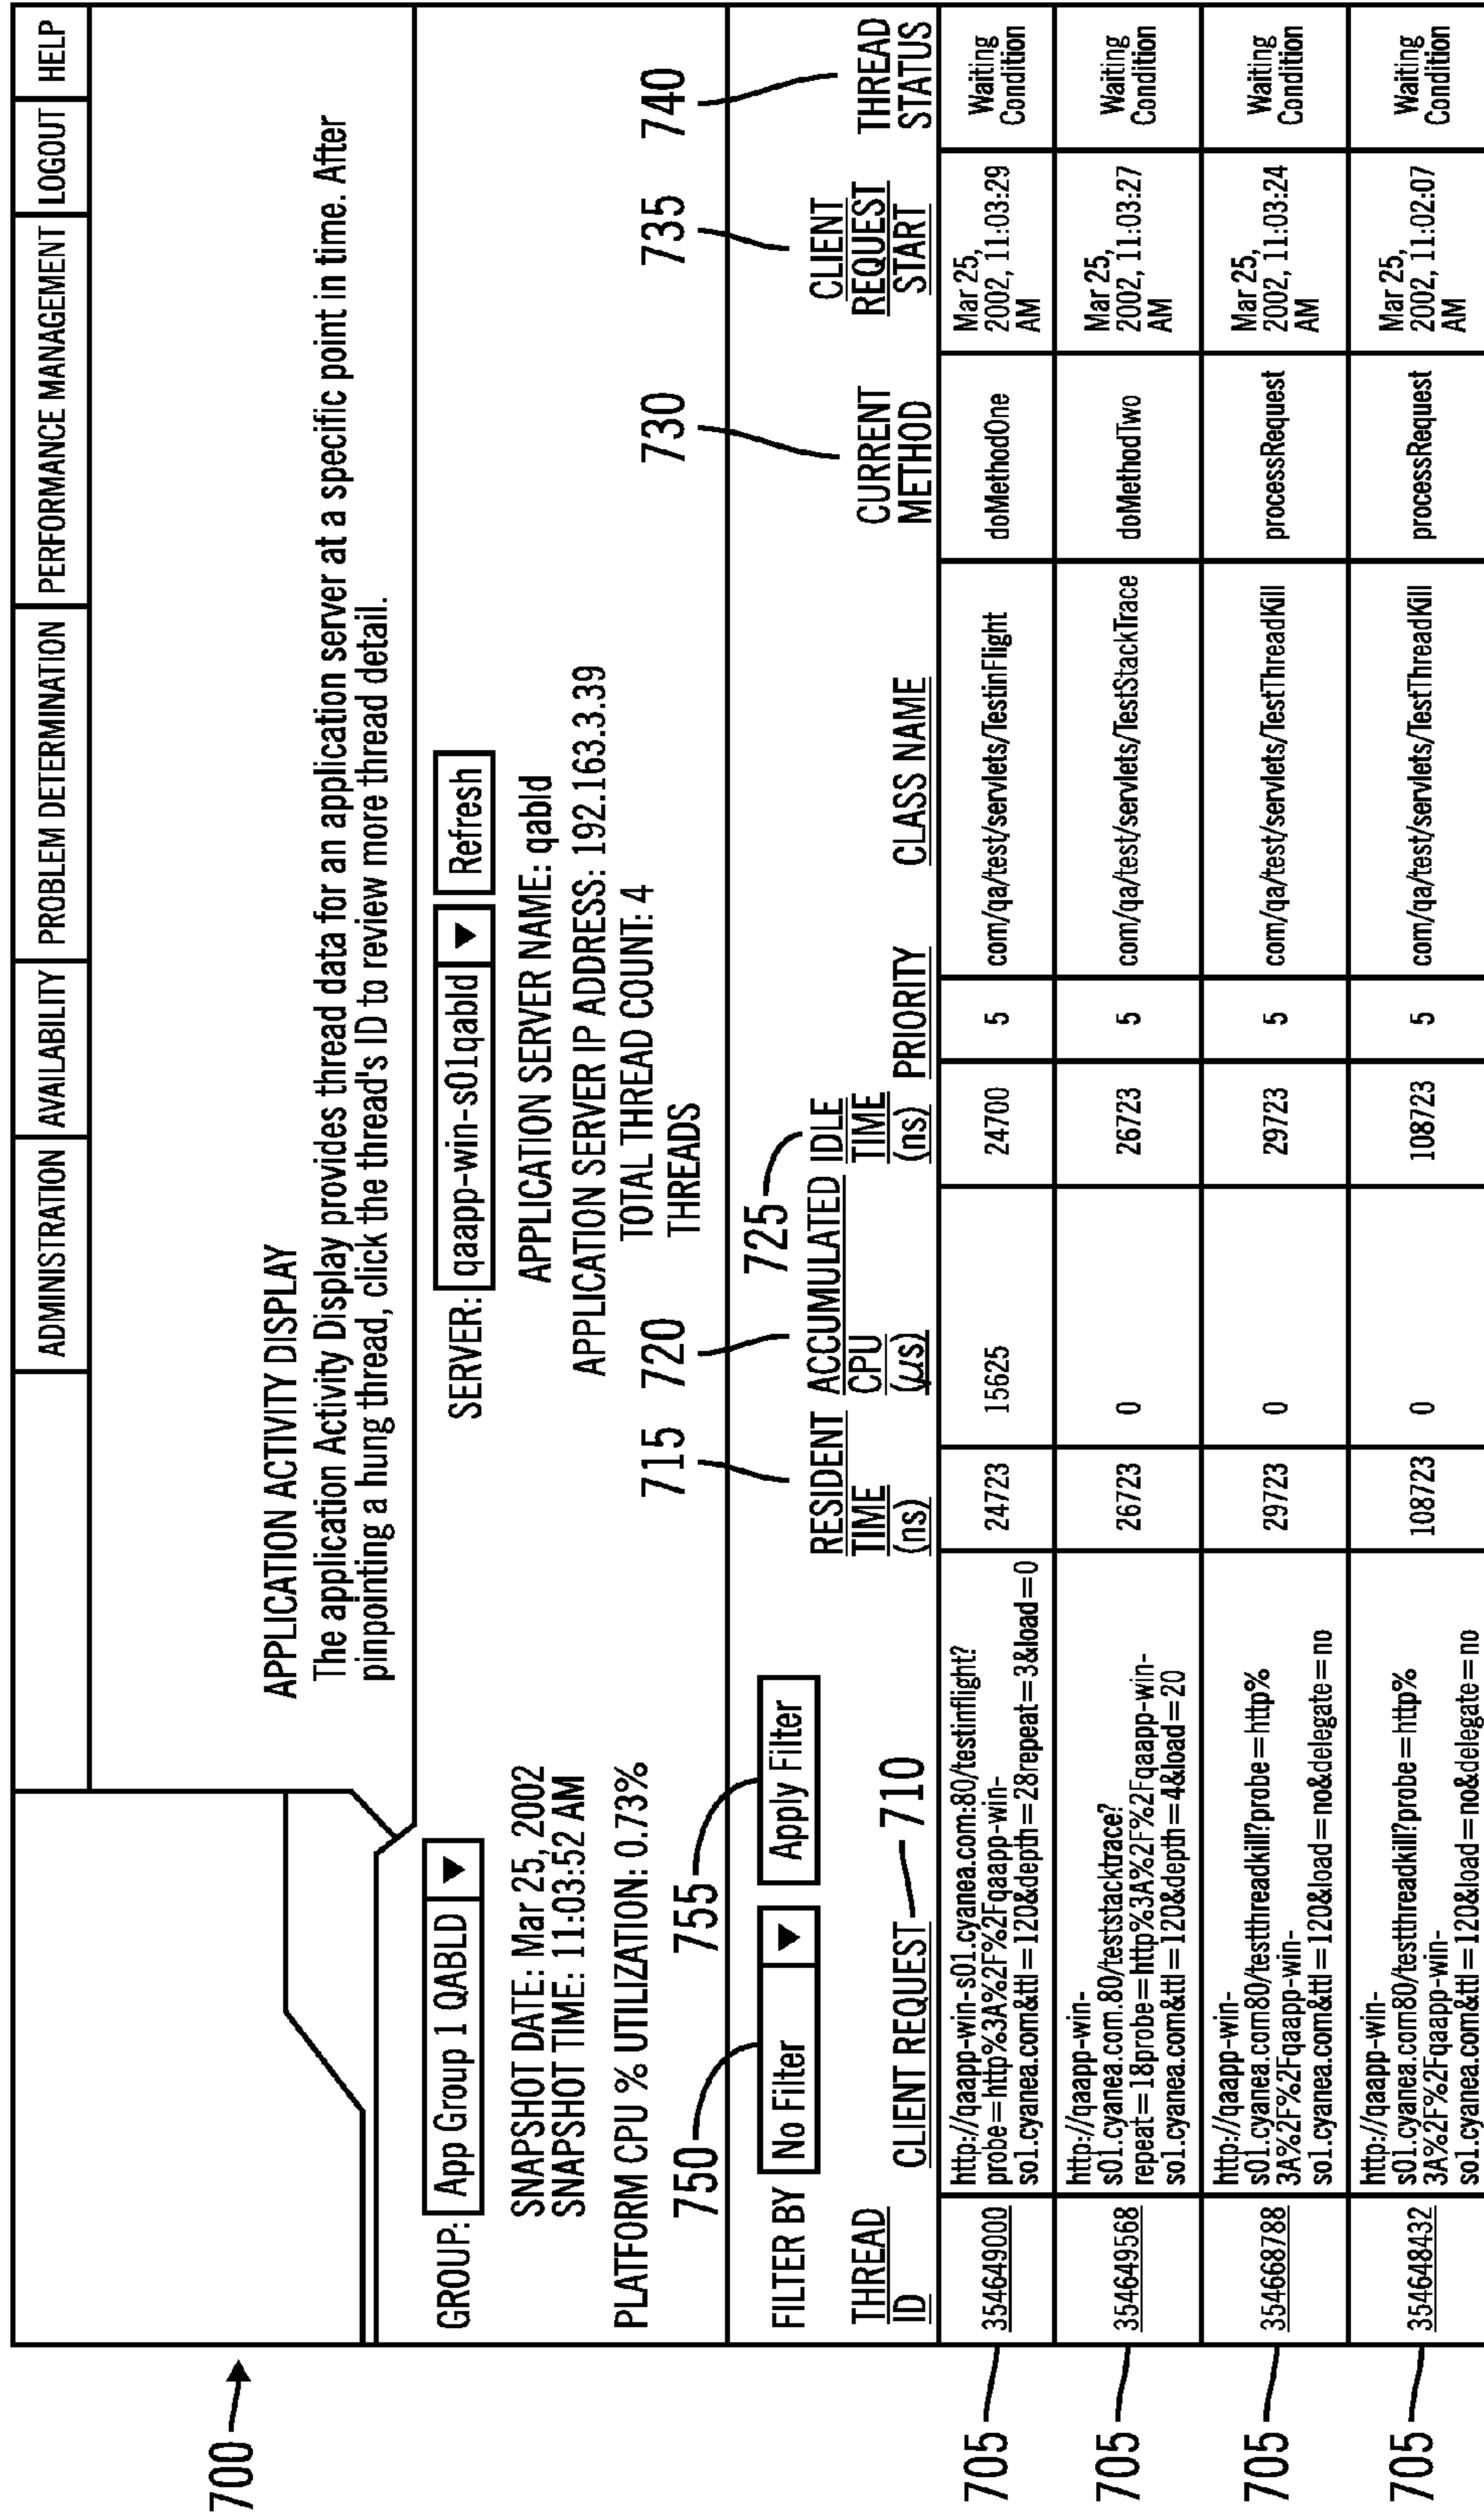 700
ADMINISTRATION AVAILABILITY PROBLEM DETERMINATION PERFORMANCE MANAGEMENT LOGOUT HELP
APPLICATION ACTIVITY DISPLAY
The application Activity Display provides thread data for an application server at a specific point in time. After
pinpointing a hung thread, click the thread's ID to review more thread detail.
GROUP: App Group 1 QABLD ▼ SERVER: qaapp-win-s01qabld ▼ Refresh
SNAPSHOT DATE: Mar 25, 2002 APPLICATION SERVER NAME: qabld
SNAPSHOT TIME: 11:03:52 AM APPLICATION SERVER IP ADDRESS: 192.163.3.39
PLATFORM CPU % UTILIZATION: 0.73% TOTAL THREAD COUNT: 4
THREADS
750 755 715 720 725 730 735 740
FILTER BY No Filter ▼ Apply Filter
THREAD ID CLIENT REQUEST 710 RESIDENT TIME (ns) ACCUMULATED CPU (μs) IDLE TIME (ns) PRIORITY CLASS NAME CURRENT METHOD CLIENT REQUEST START THREAD STATUS
705 354649000 http://qaapp-win-s01.cyanea.com:80/testinflight? 24723 15625 24700 5 com/qa/test/servlets/TestinFlight doMethodOne Mar 25, 2002, 11:03:29 AM Waiting Condition
probe=http%3A%2F%2Fqaapp-win-
so1.cyanea.com&ttl=120&depth=28repeat=3&load=0
705 354649568 http://qaapp-win- 26723 0 26723 5 com/qa/test/servlets/TestStackTrace doMethodTwo Mar 25, 2002, 11:03:27 AM Waiting Condition
s01.cyanea.com.80/teststacktrace?
repeat=18probe=http%3A%2F%2Fqaapp-win-
so1.cyanea.com&ttl=120&depth=4&load=20
705 354668788 http://qaapp-win- 29723 0 29723 5 com/qa/test/servlets/TestThreadKill processRequest Mar 25, 2002, 11:03:24 AM Waiting Condition
s01.cyanea.com80/testthreadkill?probe=http%
3A%2F%2Fqaapp-win-
so1.cyanea.com&ttl=120&load=no&delegate=no
705 354648432 http://qaapp-win- 108723 0 108723 5 com/qa/test/servlets/TestThreadKill processRequest Mar 25, 2002, 11:02:07 AM Waiting Condition
s01.cyanea.com80/testthreadkill?probe=http%
3A%2F%2Fqaapp-win-
so1.cyanea.com&ttl=120&load=no&delegate=no